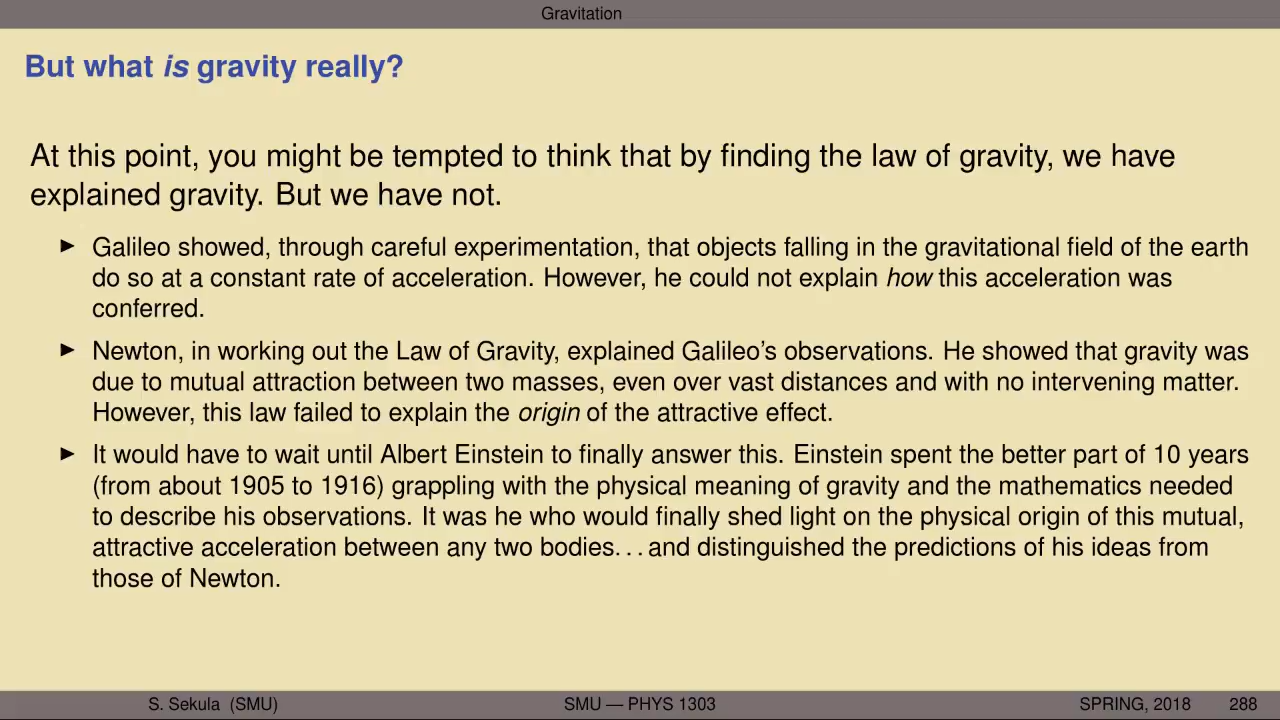 Gravitation
But what is gravity really?
At this point, you might be tempted to think that by finding the law of gravity, we have
explained gravity. But we have not.
▶ Galileo showed, through careful experimentation, that objects falling in the gravitational field of the earth
do so at a constant rate of acceleration. However, he could not explain how this acceleration was
conferred.
▶ Newton, in working out the Law of Gravity, explained Galileo's observations. He showed that gravity was
due to mutual attraction between two masses, even over vast distances and with no intervening matter.
However, this law failed to explain the origin of the attractive effect.
▶ It would have to wait until Albert Einstein to finally answer this. Einstein spent the better part of 10 years
(from about 1905 to 1916) grappling with the physical meaning of gravity and the mathematics needed
to describe his observations. It was he who would finally shed light on the physical origin of this mutual,
attractive acceleration between any two bodies. . . and distinguished the predictions of his ideas from
those of Newton.
S. Sekula (SMU) SMU — PHYS 1303 SPRING, 2018 288